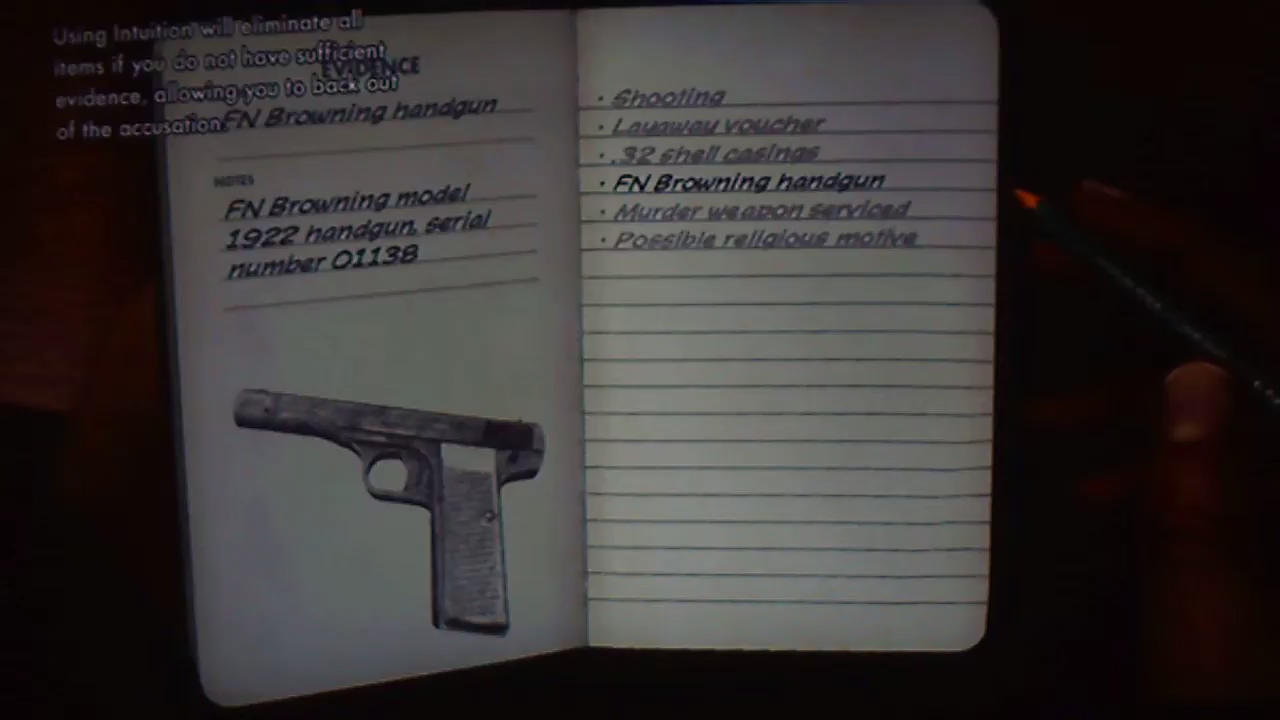 Using Intuition will eliminate all
items if you do not have sufficient
evidence, allowing you to back out
of the accusation.
EVIDENCE
FN Browning handgun
NOTES
FN Browning model
1922 handgun, serial
number 01138
· Shooting
· Layaway voucher
· .32 shell casings
· FN Browning handgun
· Murder weapon serviced
· Possible religious motive